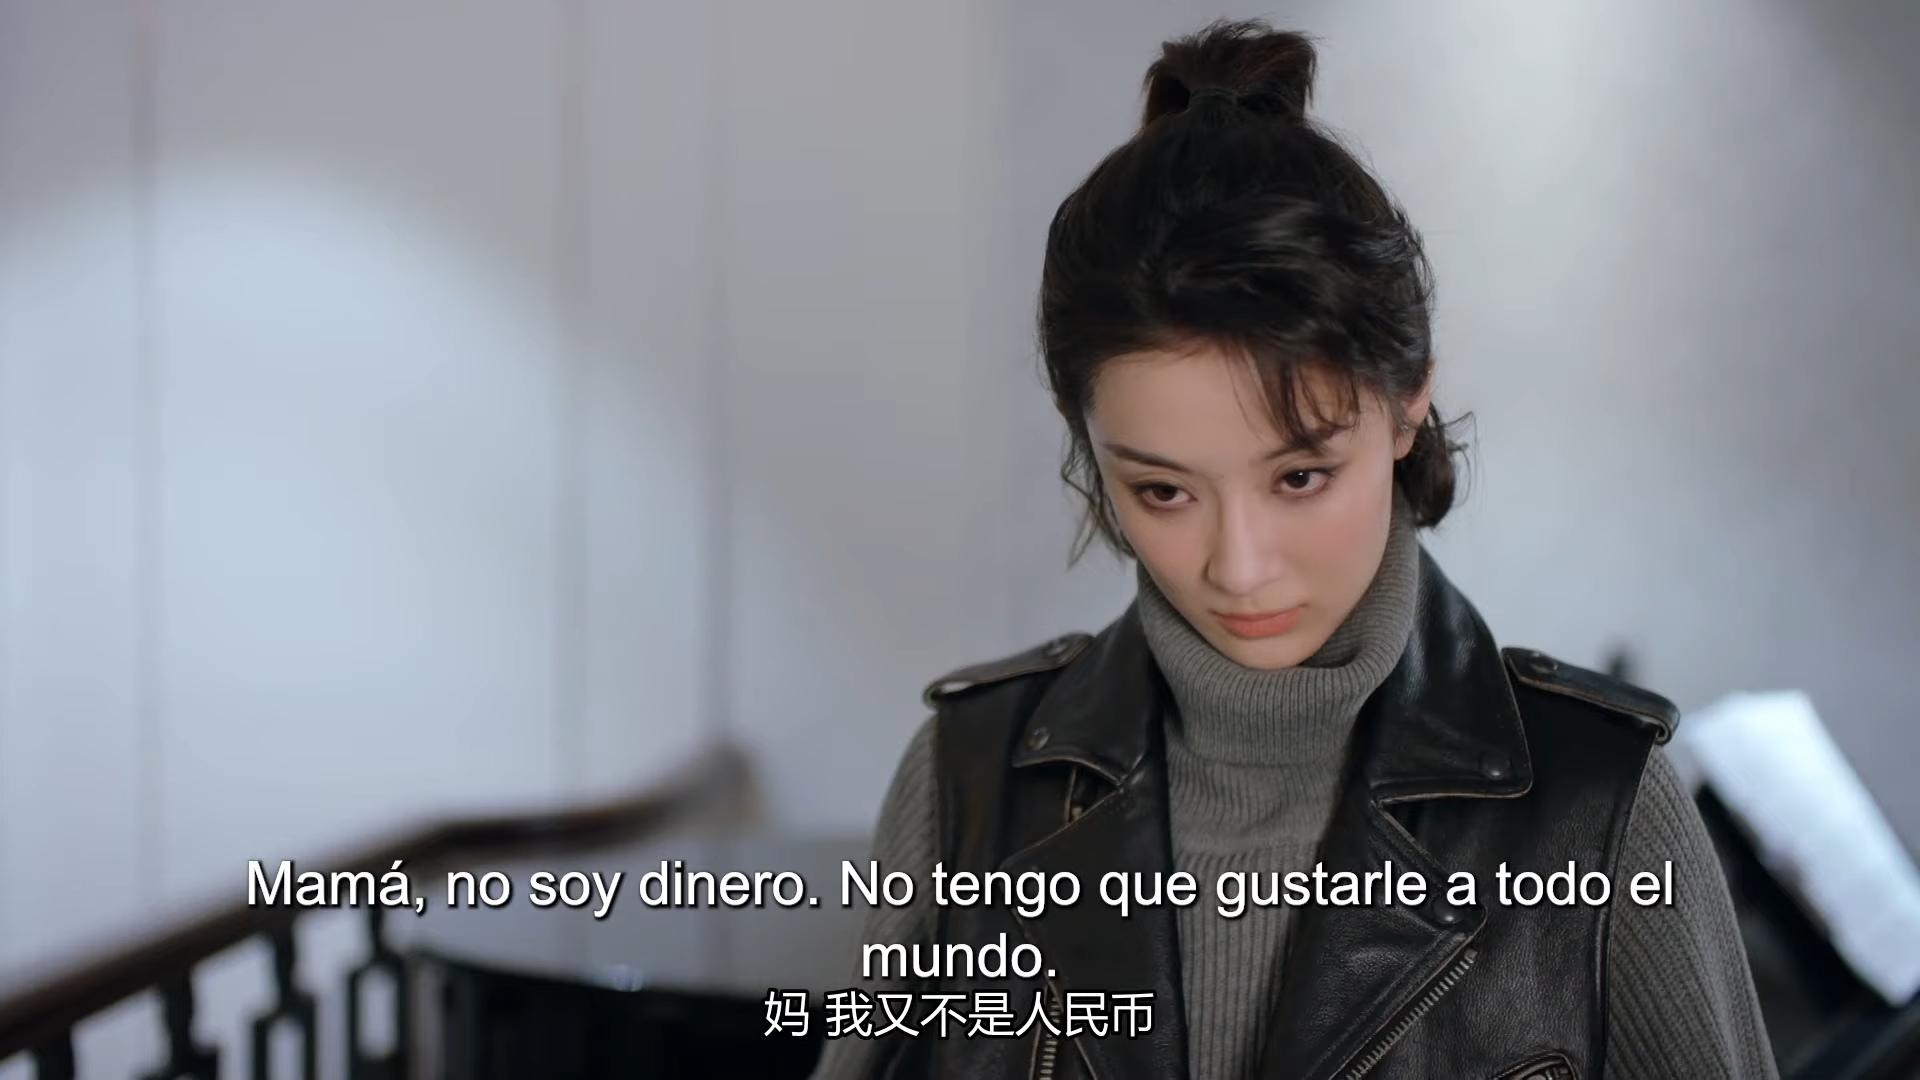 Mamá, no soy dinero. No tengo que gustarle a todo el
mundo.
妈 我又不是人民币